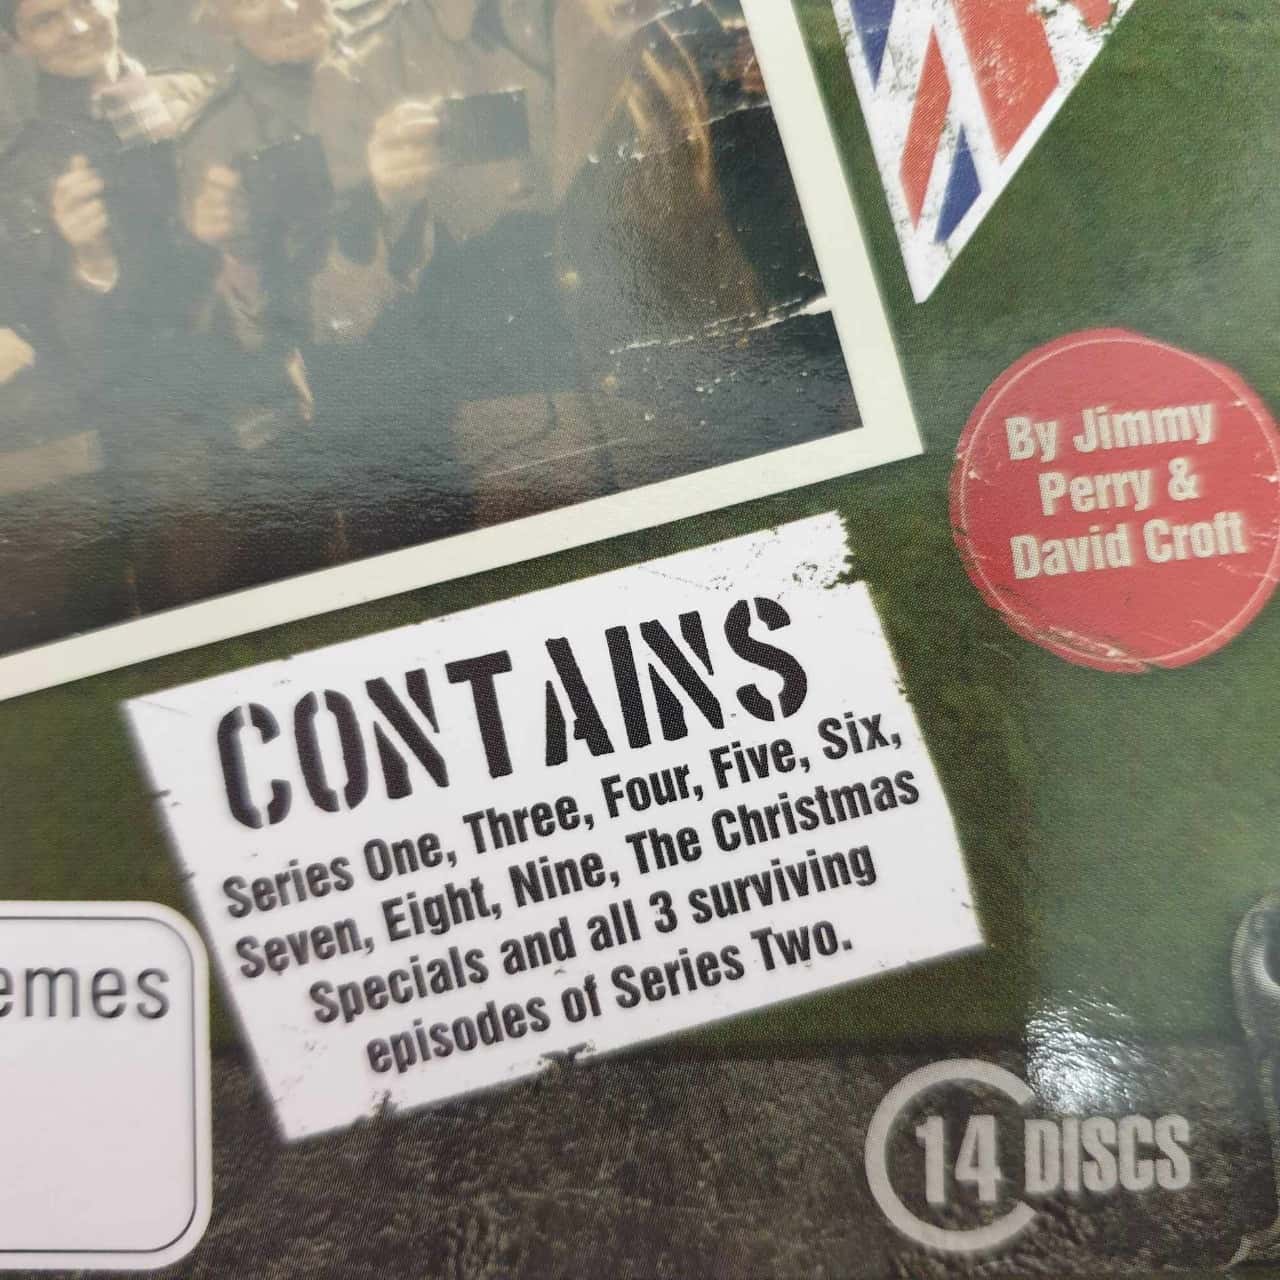 By Jimmy
Perry &
David Croft
CONTAINS
Series One, Three, Four, Five, Six,
Seven, Eight, Nine, The Christmas
Specials and all 3 surviving
episodes of Series Two.
emes
14 DISCS